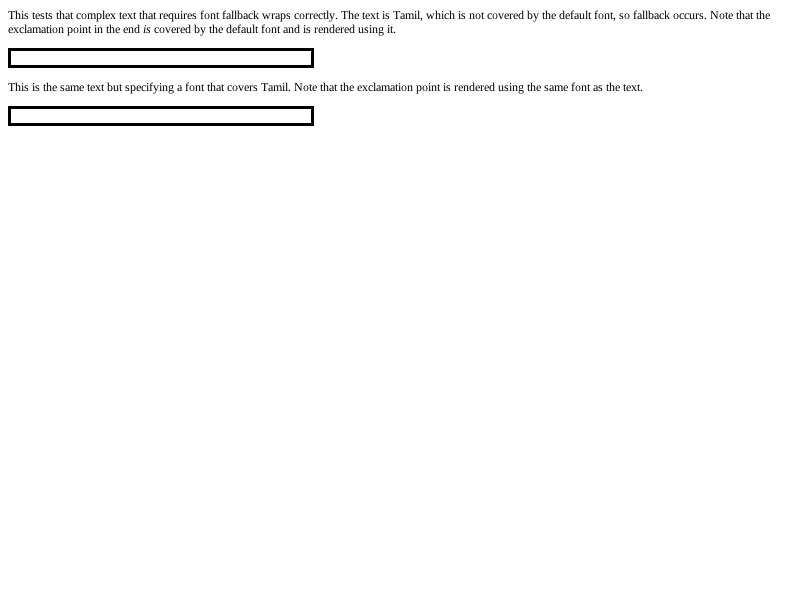 This tests that complex text that requires font fallback wraps correctly. The text is Tamil, which is not covered by the default font, so fallback occurs. Note that the
exclamation point in the end is covered by the default font and is rendered using it.
This is the same text but specifying a font that covers Tamil. Note that the exclamation point is rendered using the same font as the text.